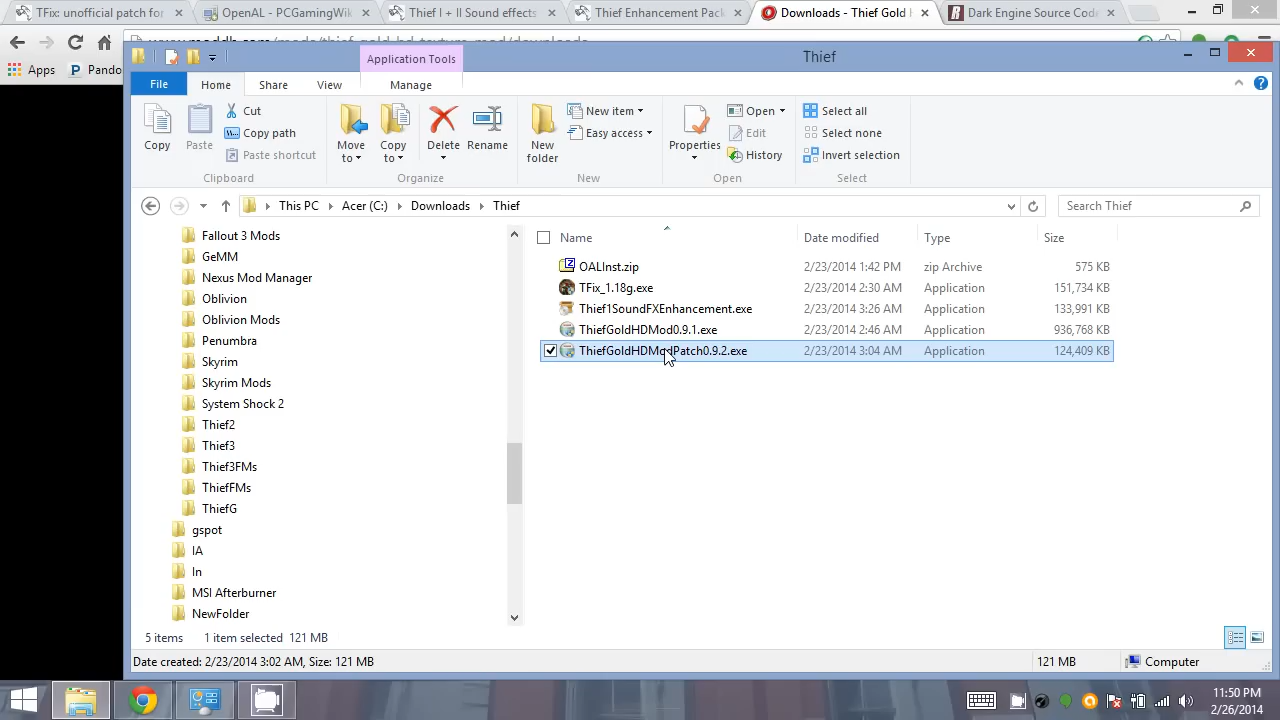 TFix: unofficial patch for
OpenAL - PCGamingWik
Thief I + II Sound effects
Thief Enhancement Pack
Downloads - Thief Gold H
Dark Engine Source Code
Apps
P Pando
Thief
Application Tools
File
Home
Share
View
Manage
Copy
Paste
Cut
Copy path
Paste shortcut
Clipboard
Move to
Copy to
Delete
Rename
Organize
New folder
New item
Easy access
New
Properties
Open
Edit
History
Open
Select all
Select none
Invert selection
Select
This PC
Acer (C:)
Downloads
Thief
Search Thief
Fallout 3 Mods
GeMM
Nexus Mod Manager
Oblivion
Oblivion Mods
Penumbra
Skyrim
Skyrim Mods
System Shock 2
Thief2
Thief3
Thief3FMs
ThiefFMs
ThiefG
gspot
IA
In
MSI Afterburner
NewFolder
Name Date modified Type Size
OALInst.zip 2/23/2014 1:42 PM zip Archive 575 KB
TFix_1.18g.exe 2/23/2014 2:30 AM Application 151,734 KB
Thief1SoundFXEnhancement.exe 2/23/2014 3:26 AM Application 133,991 KB
ThiefGoldHDMod0.9.1.exe 2/23/2014 2:46 AM Application 936,768 KB
ThiefGoldHDModPatch0.9.2.exe 2/23/2014 3:04 AM Application 124,409 KB
5 items 1 item selected 121 MB
Date created: 2/23/2014 3:02 AM, Size: 121 MB
121 MB
Computer
11:50 PM
2/26/2014